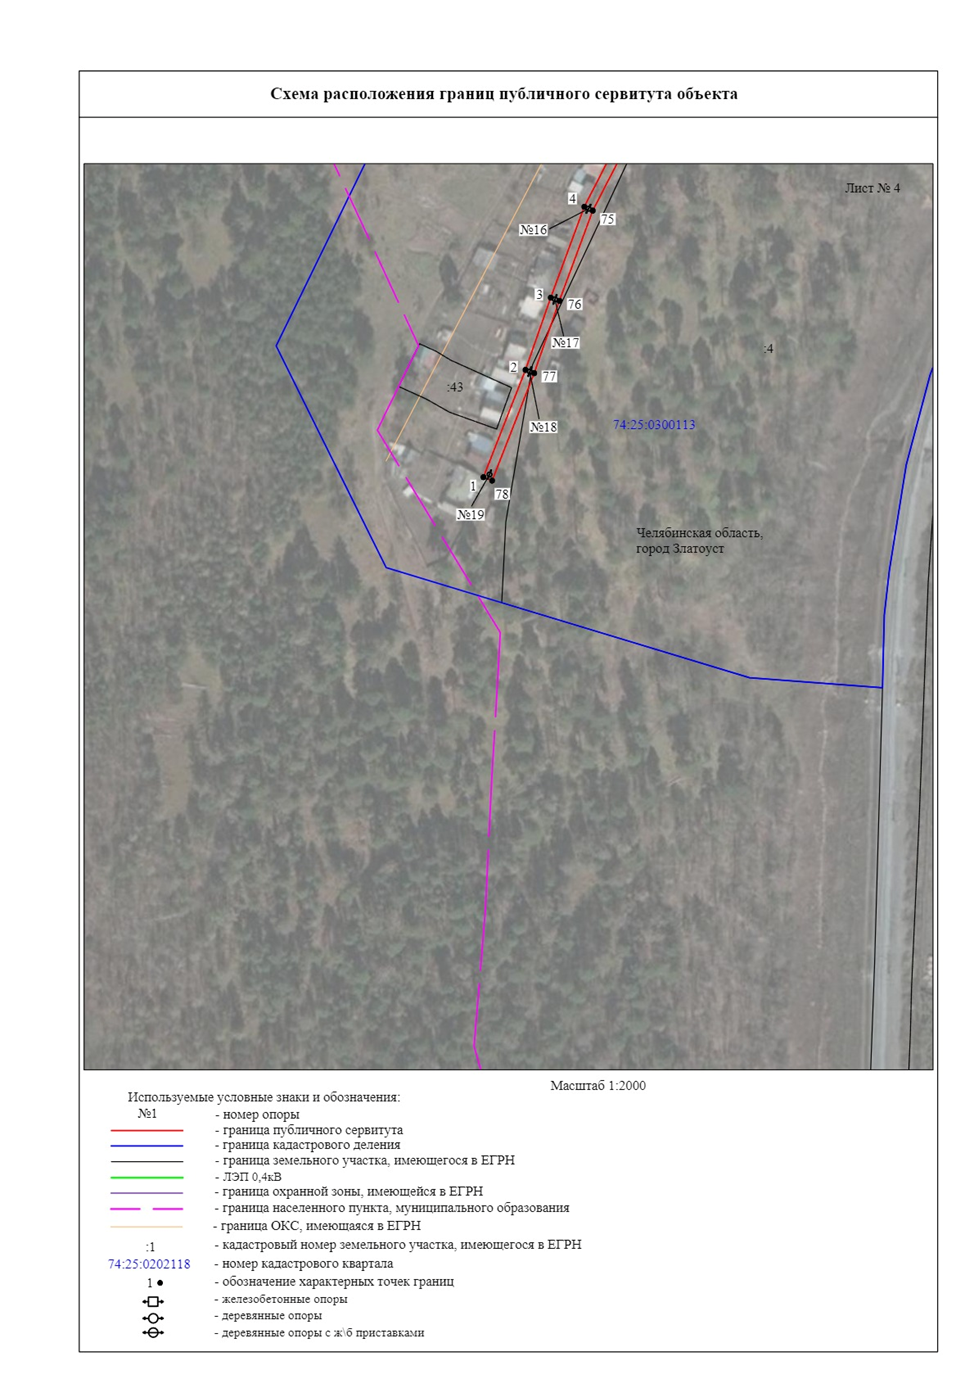 Схема расположения границ публичного сервитута объекта
Лист № 4
4
75
№16
3
76
№17
:4
2
77
:43
№18
74:25:0300113
1
78
№19
Челябинская область,
город Златоуст
Масштаб 1:2000
Используемые условные знаки и обозначения:
№1 - номер опоры
- граница публичного сервитута
- граница кадастрового деления
- граница земельного участка, имеющегося в ЕГРН
- ЛЭП 0,4кВ
- граница охранной зоны, имеющейся в ЕГРН
- граница населенного пункта, муниципального образования
- граница ОКС, имеющаяся в ЕГРН
:1 - кадастровый номер земельного участка, имеющегося в ЕГРН
74:25:0202118 - номер кадастрового квартала
1 - обозначение характерных точек границ
- железобетонные опоры
- деревянные опоры
- деревянные опоры с ж\б приставками